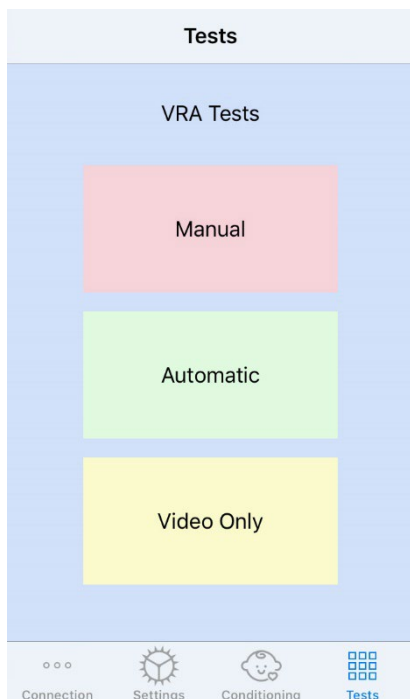 Tests
VRA Tests
Manual
Automatic
Video Only
Connection Settings Conditioning Tests